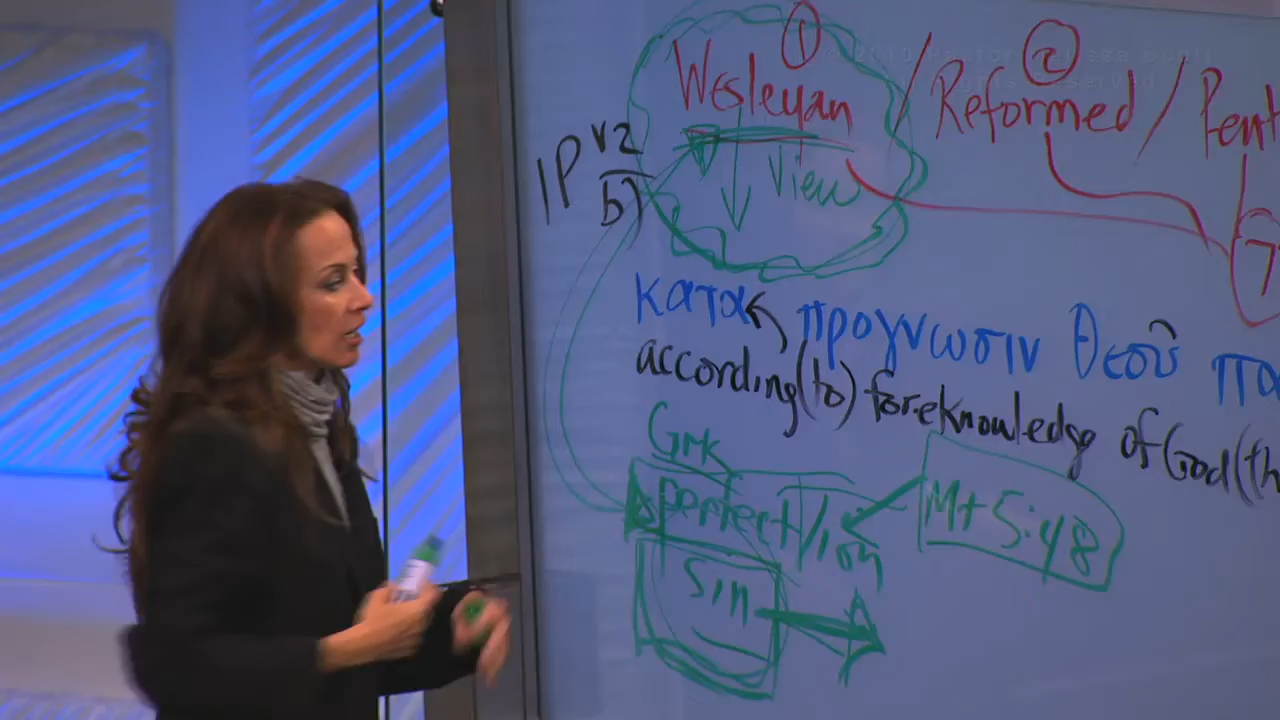 ① ②
Wesleyan / Reformed / Pent
View
1P v2
b)
κατα προγνωσιν θεοῦ πα
according (to) foreknowledge of God (th
Grk
perfect/ion Mt 5:48
Sin